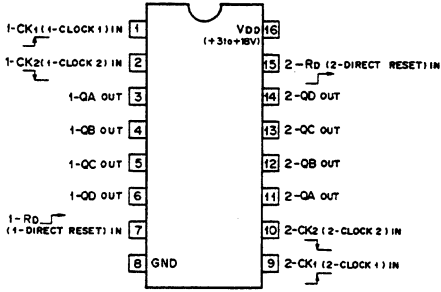 1-CK1 (1-CLOCK 1) IN 1
1-CK2 (1-CLOCK 2) IN 2
1-QA OUT 3
1-QB OUT 4
1-QC OUT 5
1-QD OUT 6
1-RD
(1-DIRECT RESET) IN 7
8 GND
VDD 16
(+3 to +18V)
15 2-RD (2-DIRECT RESET) IN
14 2-QD OUT
13 2-QC OUT
12 2-QB OUT
11 2-QA OUT
10 2-CK2 (2-CLOCK 2) IN
9 2-CK1 (2-CLOCK 1) IN